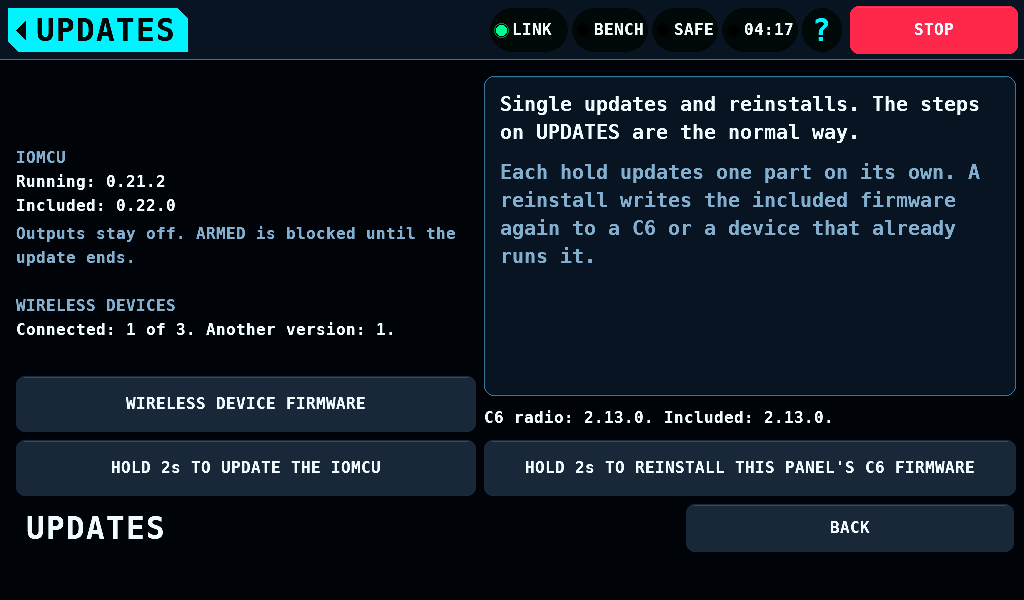 UPDATES
LINK
BENCH
SAFE
04:17
?
STOP
IOMCU
Running: 0.21.2
Included: 0.22.0
Outputs stay off. ARMED is blocked until the
update ends.
WIRELESS DEVICES
Connected: 1 of 3. Another version: 1.
WIRELESS DEVICE FIRMWARE
HOLD 2s TO UPDATE THE IOMCU
Single updates and reinstalls. The steps
on UPDATES are the normal way.
Each hold updates one part on its own. A
reinstall writes the included firmware
again to a C6 or a device that already
runs it.
C6 radio: 2.13.0. Included: 2.13.0.
HOLD 2s TO REINSTALL THIS PANEL'S C6 FIRMWARE
UPDATES
BACK